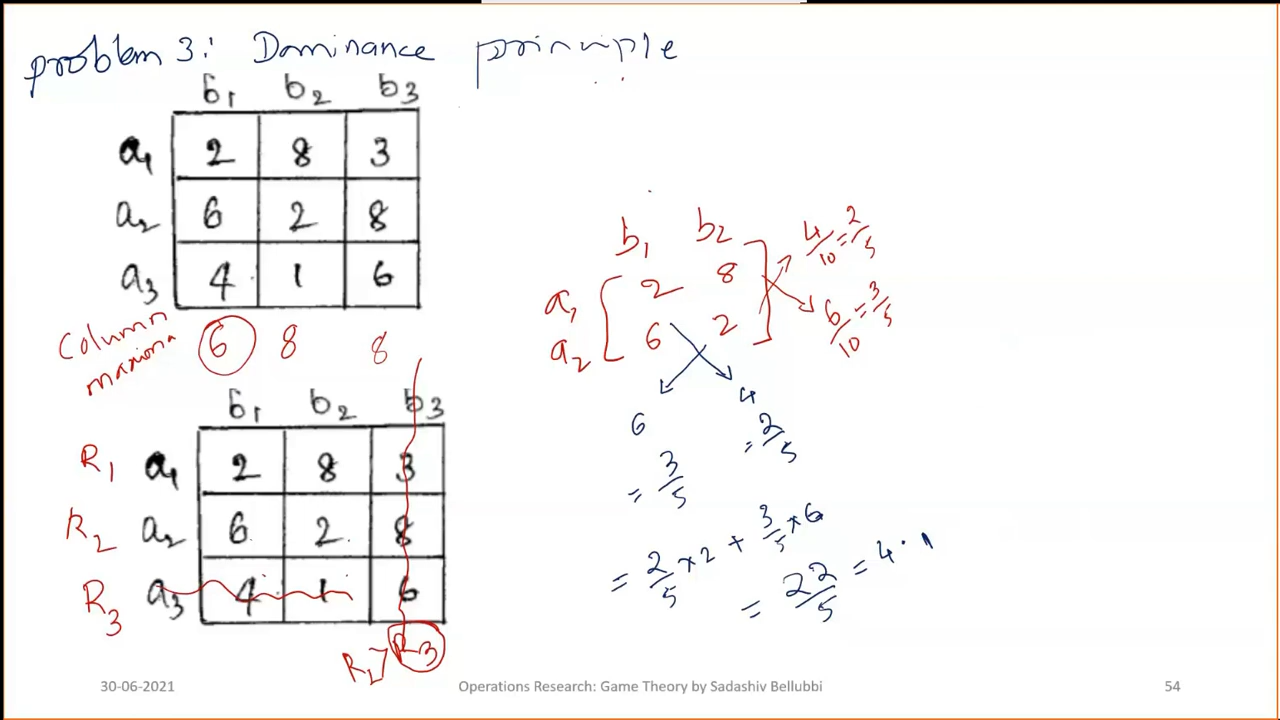 problem 3: Dominance principle
b1 b2 b3
a1 2 8 3
a2 6 2 8
a3 4 1 6
Column maxima 6 8 8
b1 b2 b3
R1 a1 2 8 3
R2 a2 6 2 8
R3 a3 4 1 6
R2 > R3
b1 b2
a1 2 8 4/10 = 2/5
a2 6 2 6/10 = 3/5
6 4
= 3/5 = 2/5
= 2/5 × 2 + 3/5 × 6
= 22/5 = 4.
30-06-2021
Operations Research: Game Theory by Sadashiv Bellubbi
54